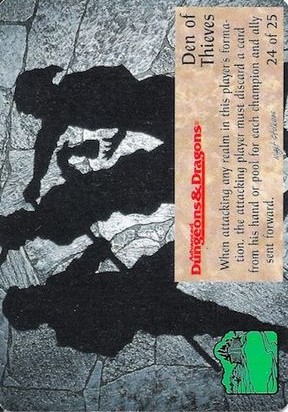 Den of
Thieves
Advanced
Dungeons & Dragons
When attacking any realm in this player's forma-
tion, the attacking player must discard a card
from his hand or pool for each champion and ally
sent forward.
24 of 25